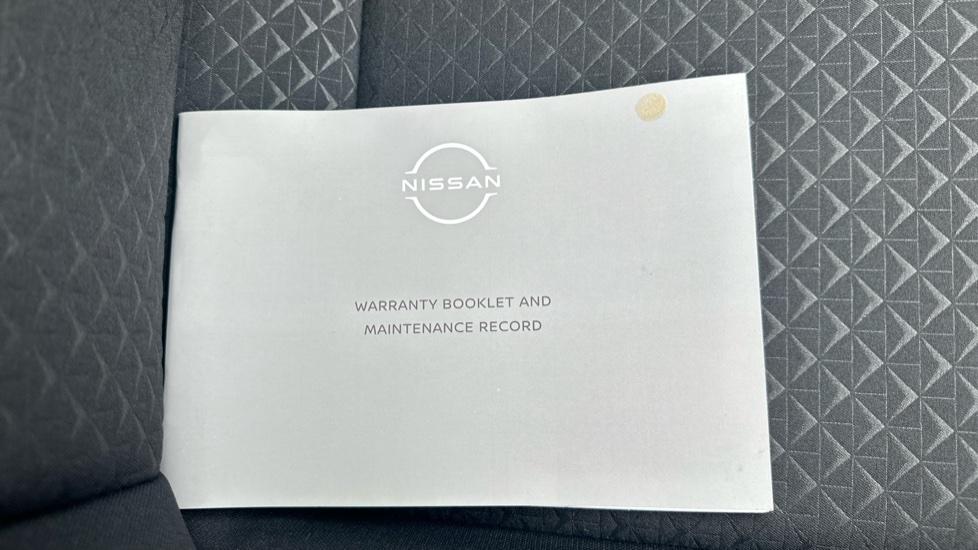 NISSAN
WARRANTY BOOKLET AND
MAINTENANCE RECORD